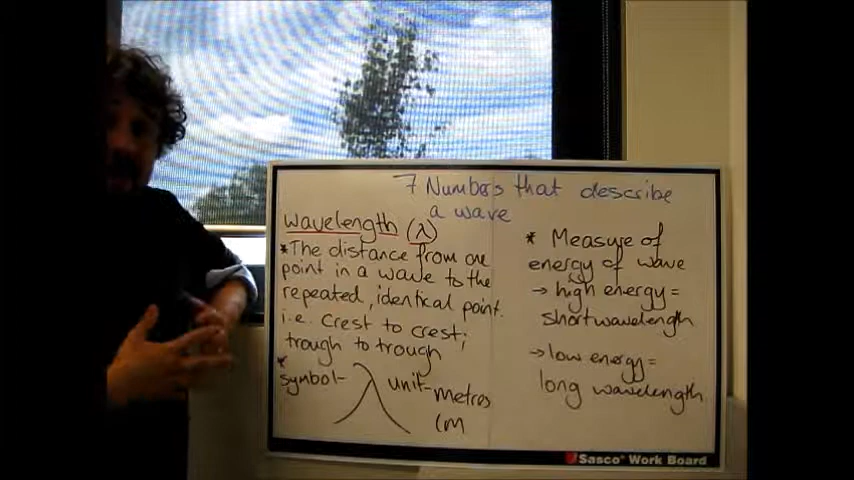 7 Numbers that describe
a wave
wavelength (λ)
*The distance from one
point in a wave to the
repeated, identical point.
i.e. Crest to crest;
trough to trough
*
symbol- λ unit-metres
(m
* Measure of
energy of wave
→ high energy =
short wavelength
→ low energy =
long wavelength
Sasco Work Board